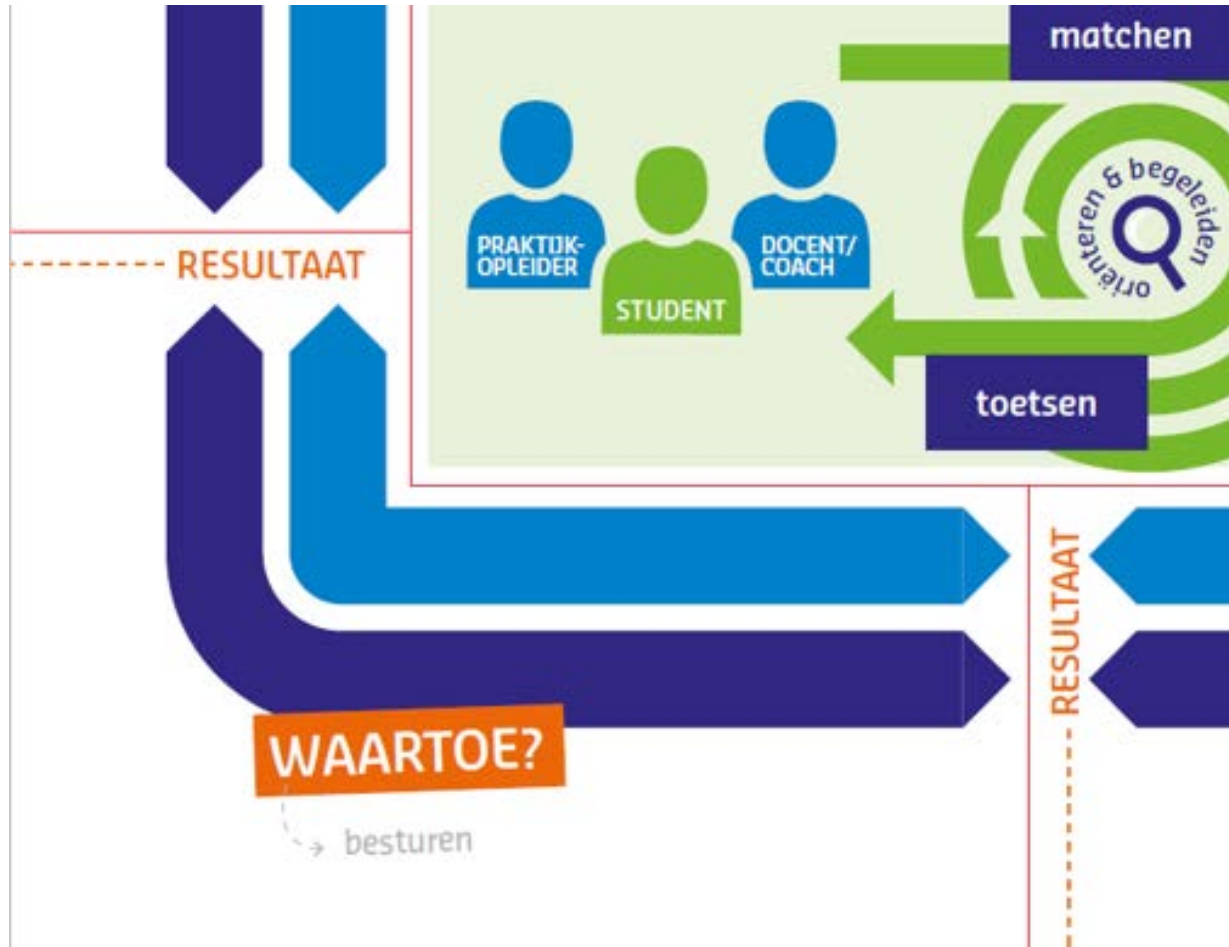 matchen
oriënteren & begeleiden
PRAKTIJK-
OPLEIDER
DOCENT/
COACH
STUDENT
RESULTAAT
toetsen
RESULTAAT
WAARTOE?
besturen